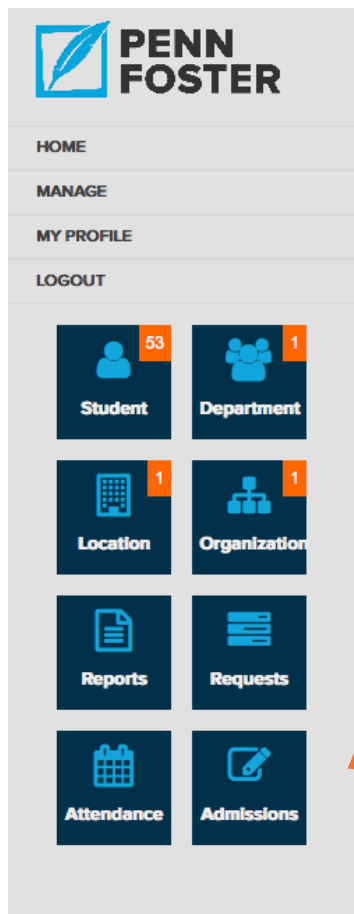 PENN
FOSTER
HOME
MANAGE
MY PROFILE
LOGOUT
53
Student
1
Department
1
Location
1
Organization
Reports
Requests
Attendance
Admissions